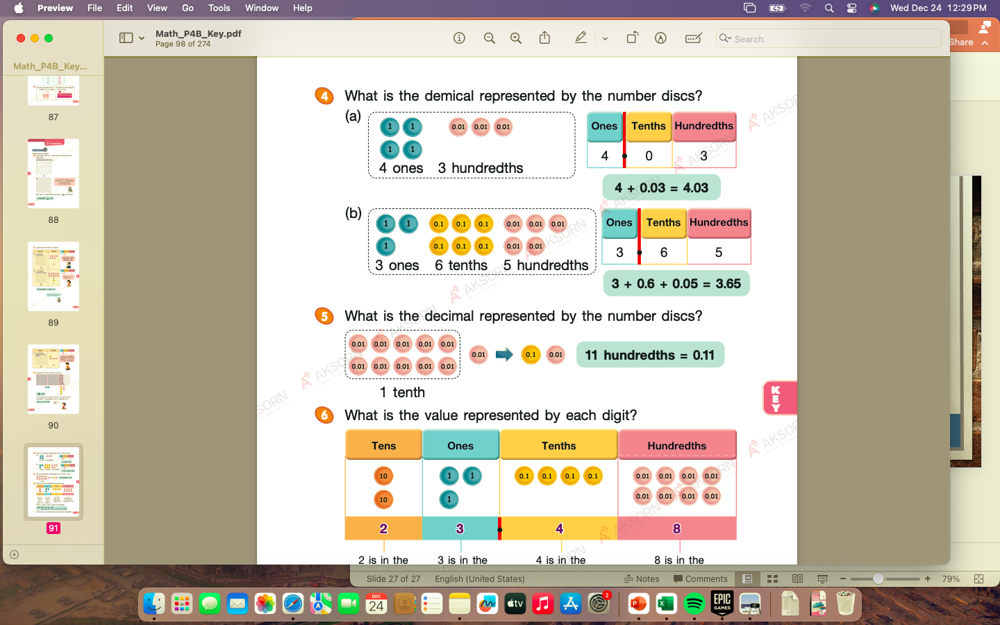 Preview File Edit View Go Tools Window Help
Wed Dec 24 12:29 PM
Math_P4B_Key.pdf
Page 98 of 274
Search
Share
Math_P4B_Key...
87
88
89
90
91
4 What is the demical represented by the number discs?
(a)
1 1 0.01 0.01 0.01
1 1
4 ones 3 hundredths
Ones Tenths Hundredths
4 . 0 3
4 + 0.03 = 4.03
(b)
1 1 0.1 0.1 0.1 0.01 0.01 0.01
1 0.1 0.1 0.1 0.01 0.01
3 ones 6 tenths 5 hundredths
Ones Tenths Hundredths
3 . 6 5
3 + 0.6 + 0.05 = 3.65
5 What is the decimal represented by the number discs?
0.01 0.01 0.01 0.01 0.01
0.01 0.01 0.01 0.01 0.01
0.01 0.1 0.01
11 hundredths = 0.11
1 tenth
KEY
6 What is the value represented by each digit?
Tens Ones Tenths Hundredths
10 1 1 0.1 0.1 0.1 0.1 0.01 0.01 0.01 0.01
10 1 0.01 0.01 0.01 0.01
2 3 . 4 8
2 is in the 3 is in the 4 is in the 8 is in the
AKSORN
Slide 27 of 27 English (United States) Notes Comments 79%
DEC
24
tv
2
EPIC
GAMES